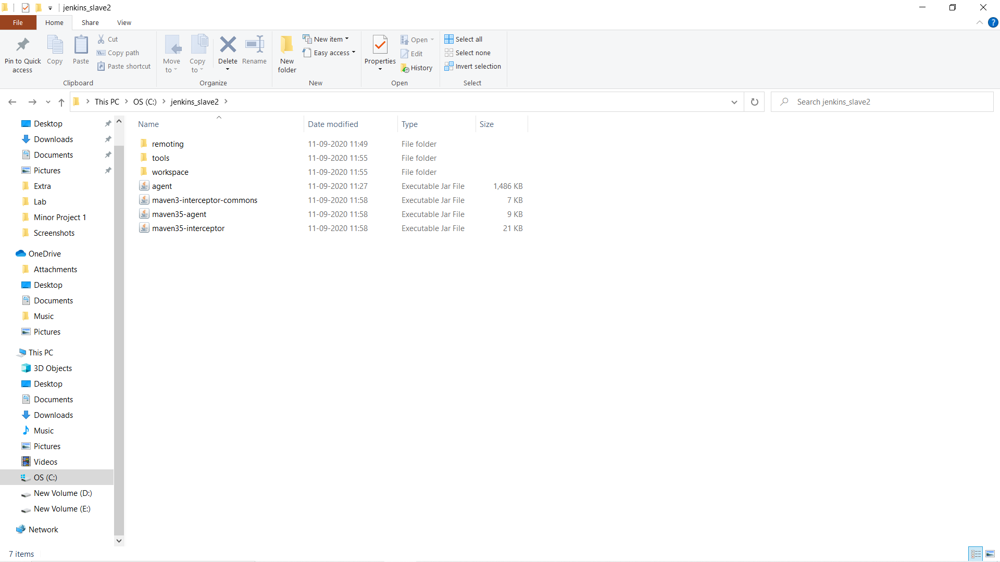 jenkins_slave2
File Home Share View
Pin to Quick access
Copy
Paste
Cut
Copy path
Paste shortcut
Clipboard
Move to
Copy to
Delete
Rename
Organize
New folder
New item
Easy access
New
Properties
Open
Edit
History
Open
Select all
Select none
Invert selection
Select
This PC OS (C:) jenkins_slave2
Search jenkins_slave2
Desktop
Downloads
Documents
Pictures
Extra
Lab
Minor Project 1
Screenshots
OneDrive
Attachments
Desktop
Documents
Music
Pictures
This PC
3D Objects
Desktop
Documents
Downloads
Music
Pictures
Videos
OS (C:)
New Volume (D:)
New Volume (E:)
Network
Name Date modified Type Size
remoting 11-09-2020 11:49 File folder
tools 11-09-2020 11:55 File folder
workspace 11-09-2020 11:55 File folder
agent 11-09-2020 11:27 Executable Jar File 1,486 KB
maven3-interceptor-commons 11-09-2020 11:58 Executable Jar File 7 KB
maven35-agent 11-09-2020 11:58 Executable Jar File 9 KB
maven35-interceptor 11-09-2020 11:58 Executable Jar File 21 KB
7 items